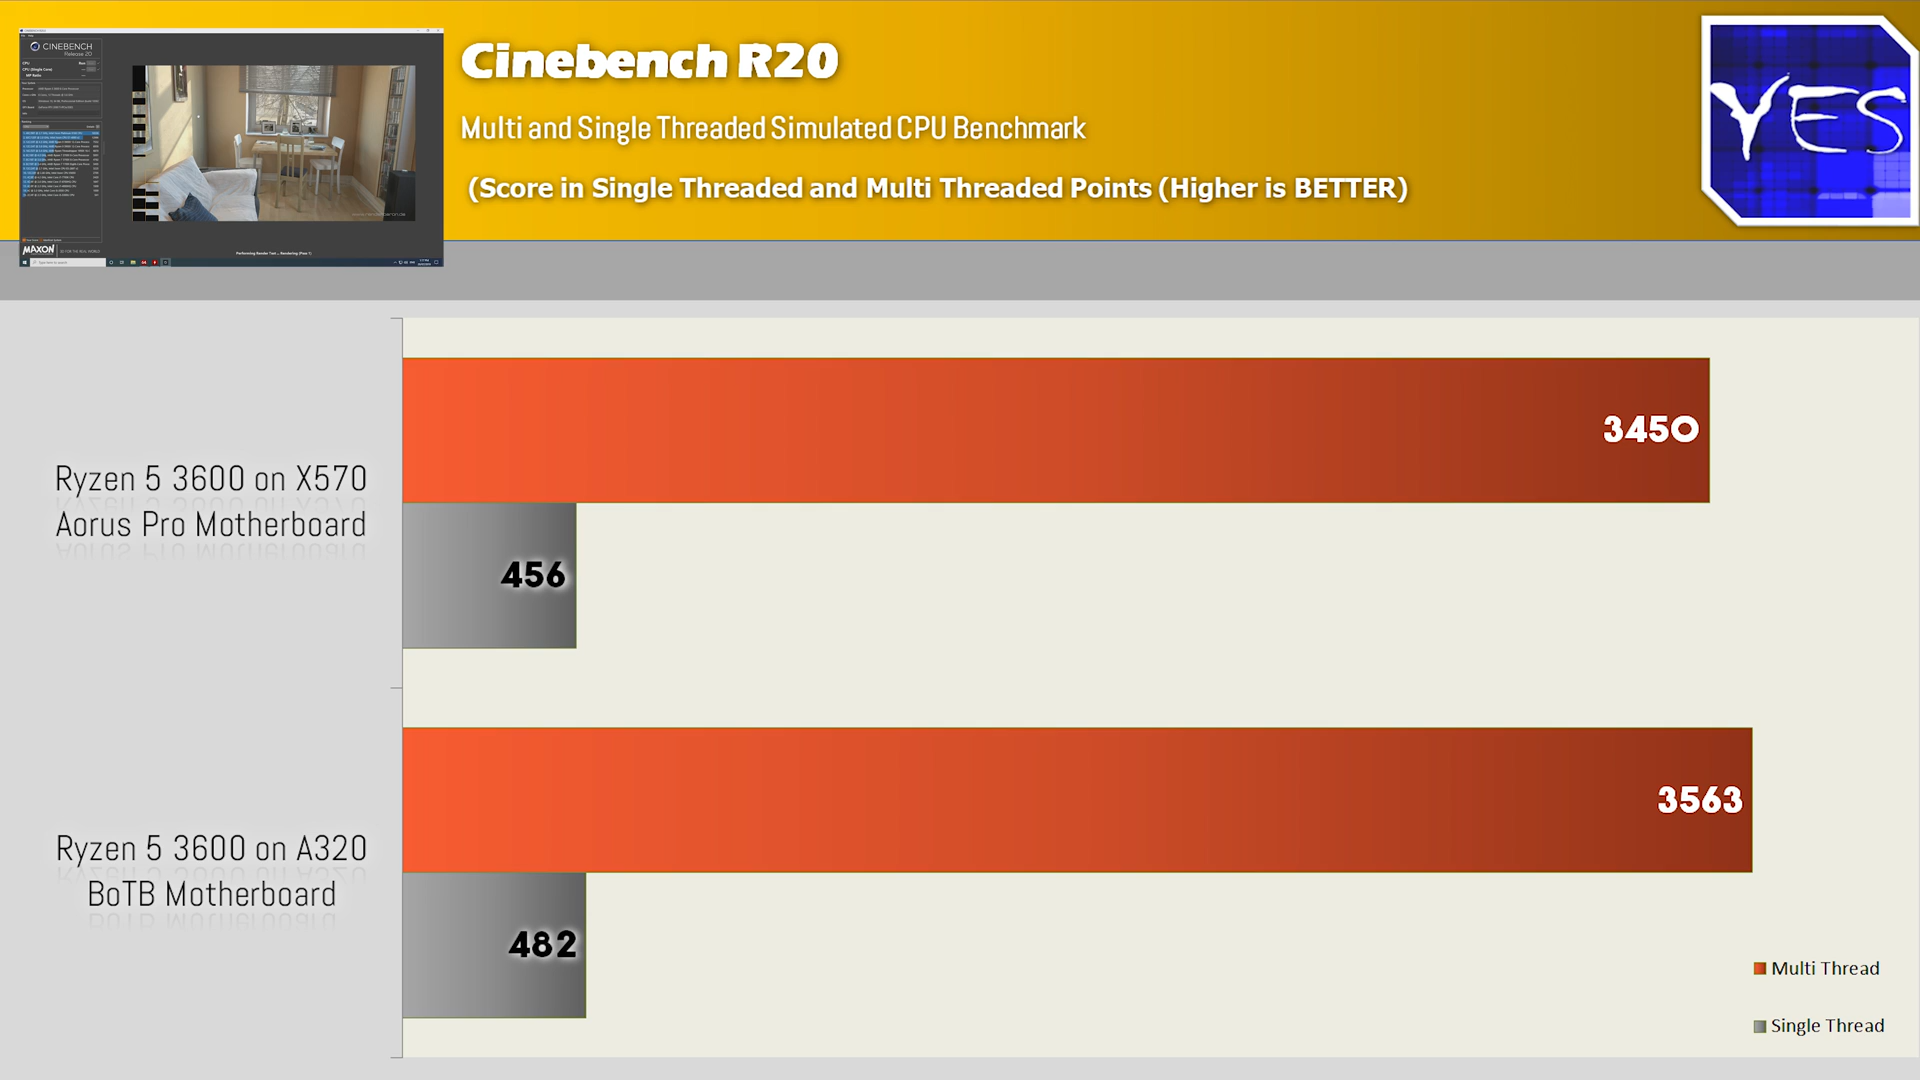 CINEBENCH
Release 20
MAXON
Cinebench R20
Multi and Single Threaded Simulated CPU Benchmark
(Score in Single Threaded and Multi Threaded Points (Higher is BETTER)
YES
3450
Ryzen 5 3600 on X570
Aorus Pro Motherboard
456
3563
Ryzen 5 3600 on A320
BoTB Motherboard
482
Multi Thread
Single Thread